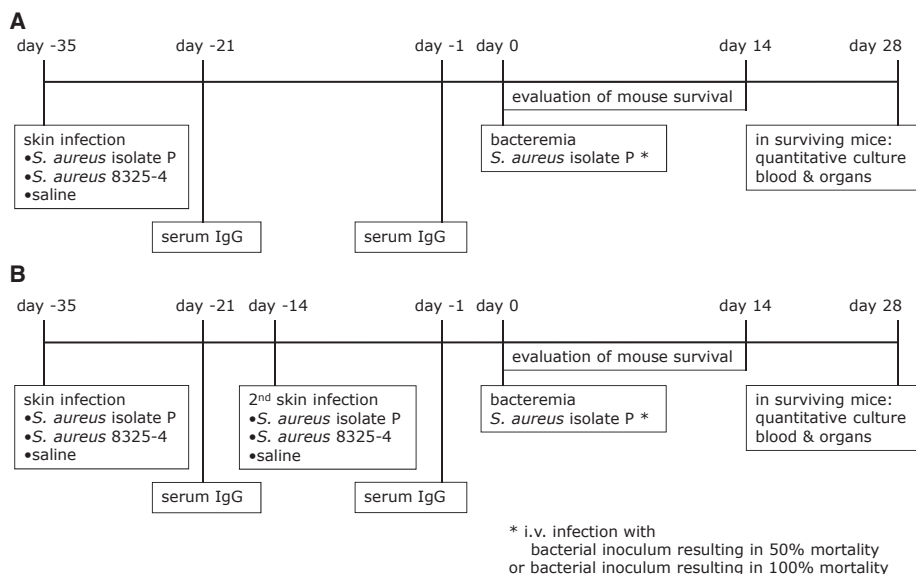 A
day -35 day -21 day -1 day 0 day 14 day 28
evaluation of mouse survival
skin infection
•S. aureus isolate P
•S. aureus 8325-4
•saline
bacteremia
S. aureus isolate P *
in surviving mice:
quantitative culture
blood & organs
serum IgG
serum IgG
B
day -35 day -21 day -14 day -1 day 0 day 14 day 28
evaluation of mouse survival
skin infection
•S. aureus isolate P
•S. aureus 8325-4
•saline
2nd skin infection
•S. aureus isolate P
•S. aureus 8325-4
•saline
bacteremia
S. aureus isolate P *
in surviving mice:
quantitative culture
blood & organs
serum IgG
serum IgG
* i.v. infection with
bacterial inoculum resulting in 50% mortality
or bacterial inoculum resulting in 100% mortality